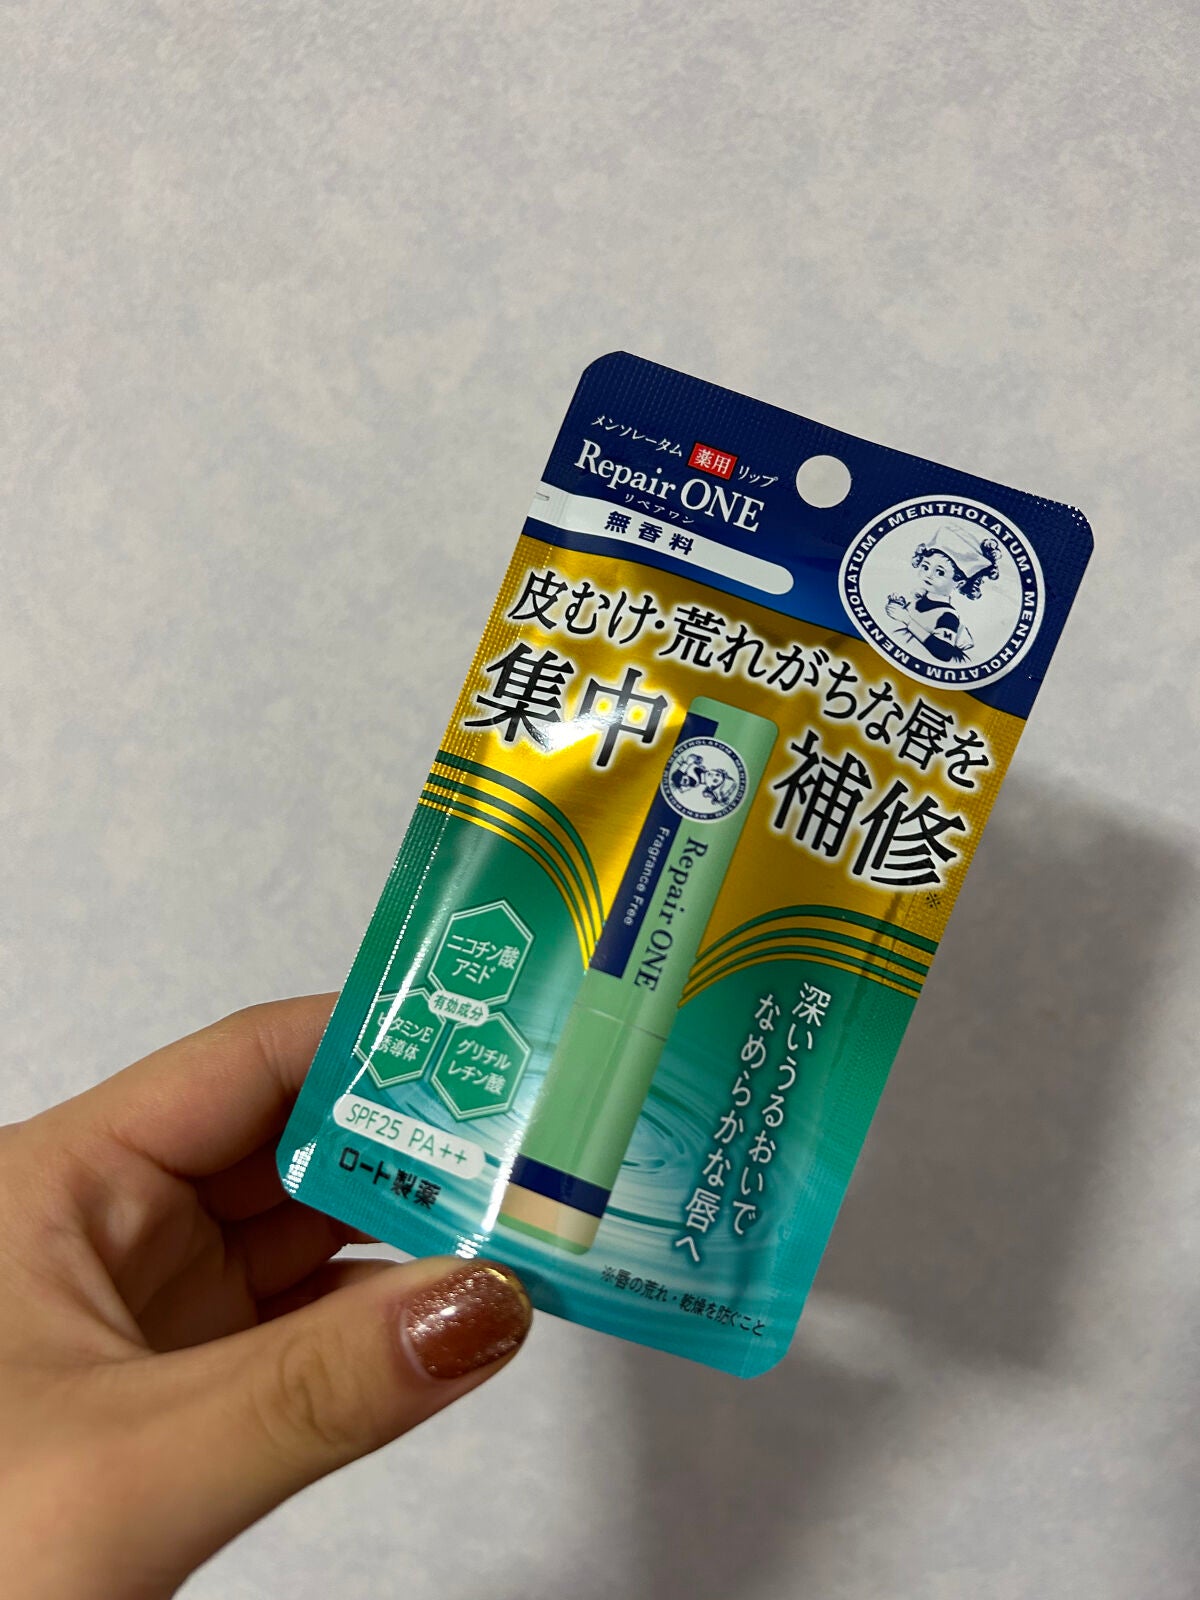 メンソレータム 薬用 リップ
Repair ONE
リペアワン
無香料
MENTHOLATUM・MENTHOLATUM・MENTHOLATUM・
皮むけ・荒れがちな唇を
集中 補修
※
MENTHOLATUM
Repair ONE
Fragrance Free
ニコチン酸
アミド
有効成分
ビタミンE
誘導体
グリチル
レチン酸
SPF25 PA++
ロート製薬
深いうるおいで
なめらかな唇へ
※唇の荒れ・乾燥を防ぐこと